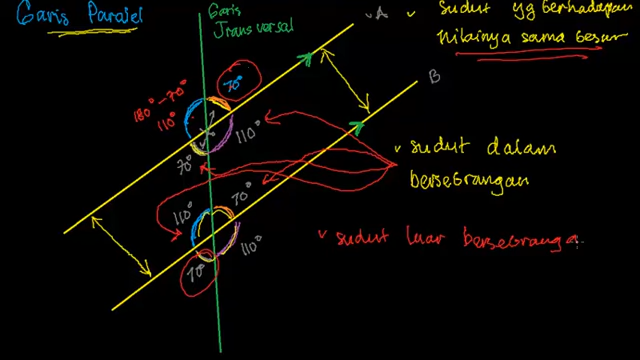 Garis Paralel
Garis
Transversal
A
B
sudut yg berhadapan
nilainya sama besar
70°
180° - 70°
110°
110°
70°
70°
110°
110°
70°
sudut dalam
bersebrangan
sudut luar bersebranga